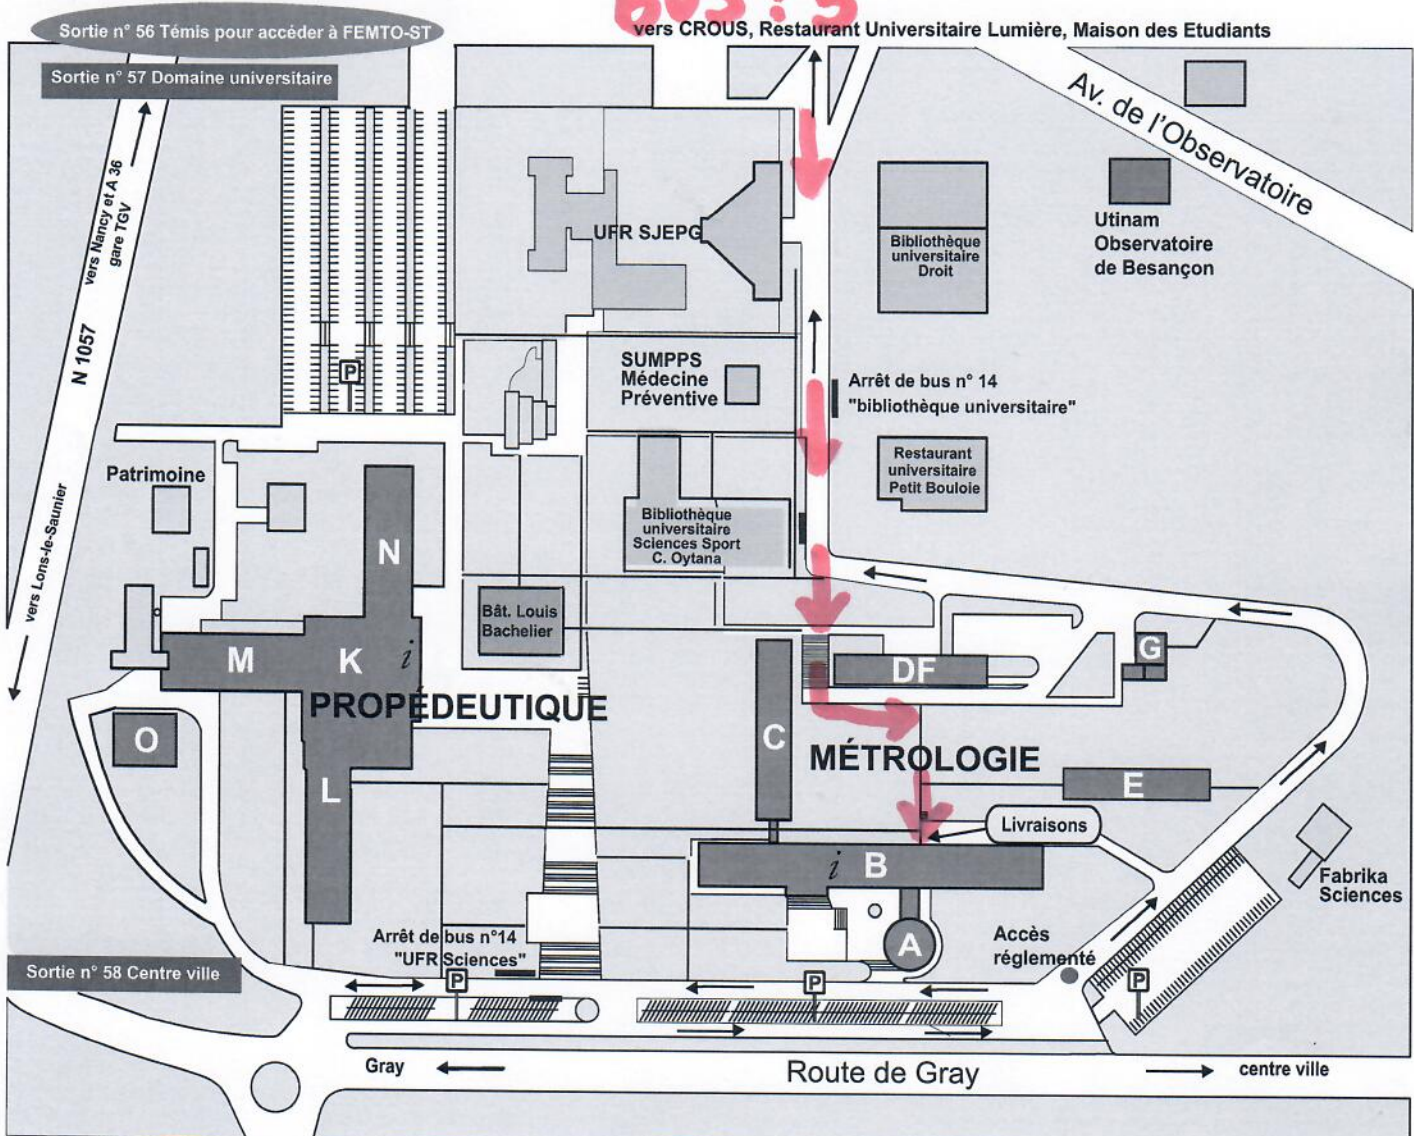 BUS : 3
Sortie n° 56 Témis pour accéder à FEMTO-ST
vers CROUS, Restaurant Universitaire Lumière, Maison des Etudiants
Sortie n° 57 Domaine universitaire
Av. de l'Observatoire
vers Nancy et A 36
gare TGV
N 1057
vers Lons-le-Saunier
UFR SJEPG
Bibliothèque
universitaire
Droit
Utinam
Observatoire
de Besançon
P
SUMPPS
Médecine
Préventive
Arrêt de bus n° 14
"bibliothèque universitaire"
Restaurant
universitaire
Petit Bouloie
Patrimoine
Bibliothèque
universitaire
Sciences Sport
C. Oytana
N
Bât. Louis
Bachelier
M
K
i
DF
G
PROPÉDEUTIQUE
O
C
MÉTROLOGIE
L
E
Livraisons
i
B
Fabrika
Sciences
A
Arrêt de bus n°14
"UFR Sciences"
Accès
réglementé
Sortie n° 58 Centre ville
P
P
P
Gray
Route de Gray
centre ville